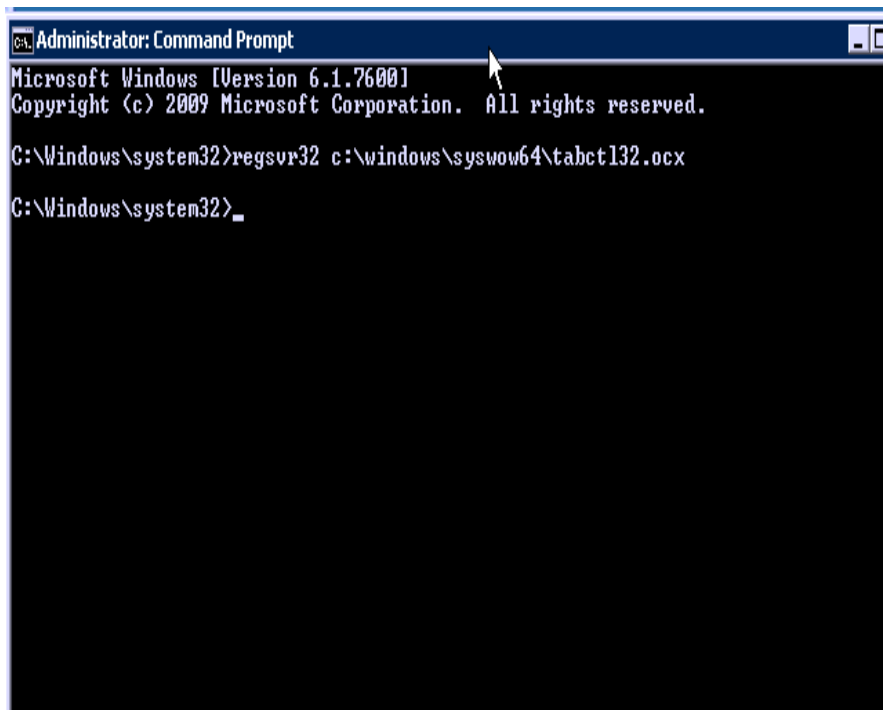 Administrator: Command Prompt
Microsoft Windows [Version 6.1.7600]
Copyright (c) 2009 Microsoft Corporation.  All rights reserved.
C:\Windows\system32>regsvr32 c:\windows\syswow64\tabctl32.ocx
C:\Windows\system32>_